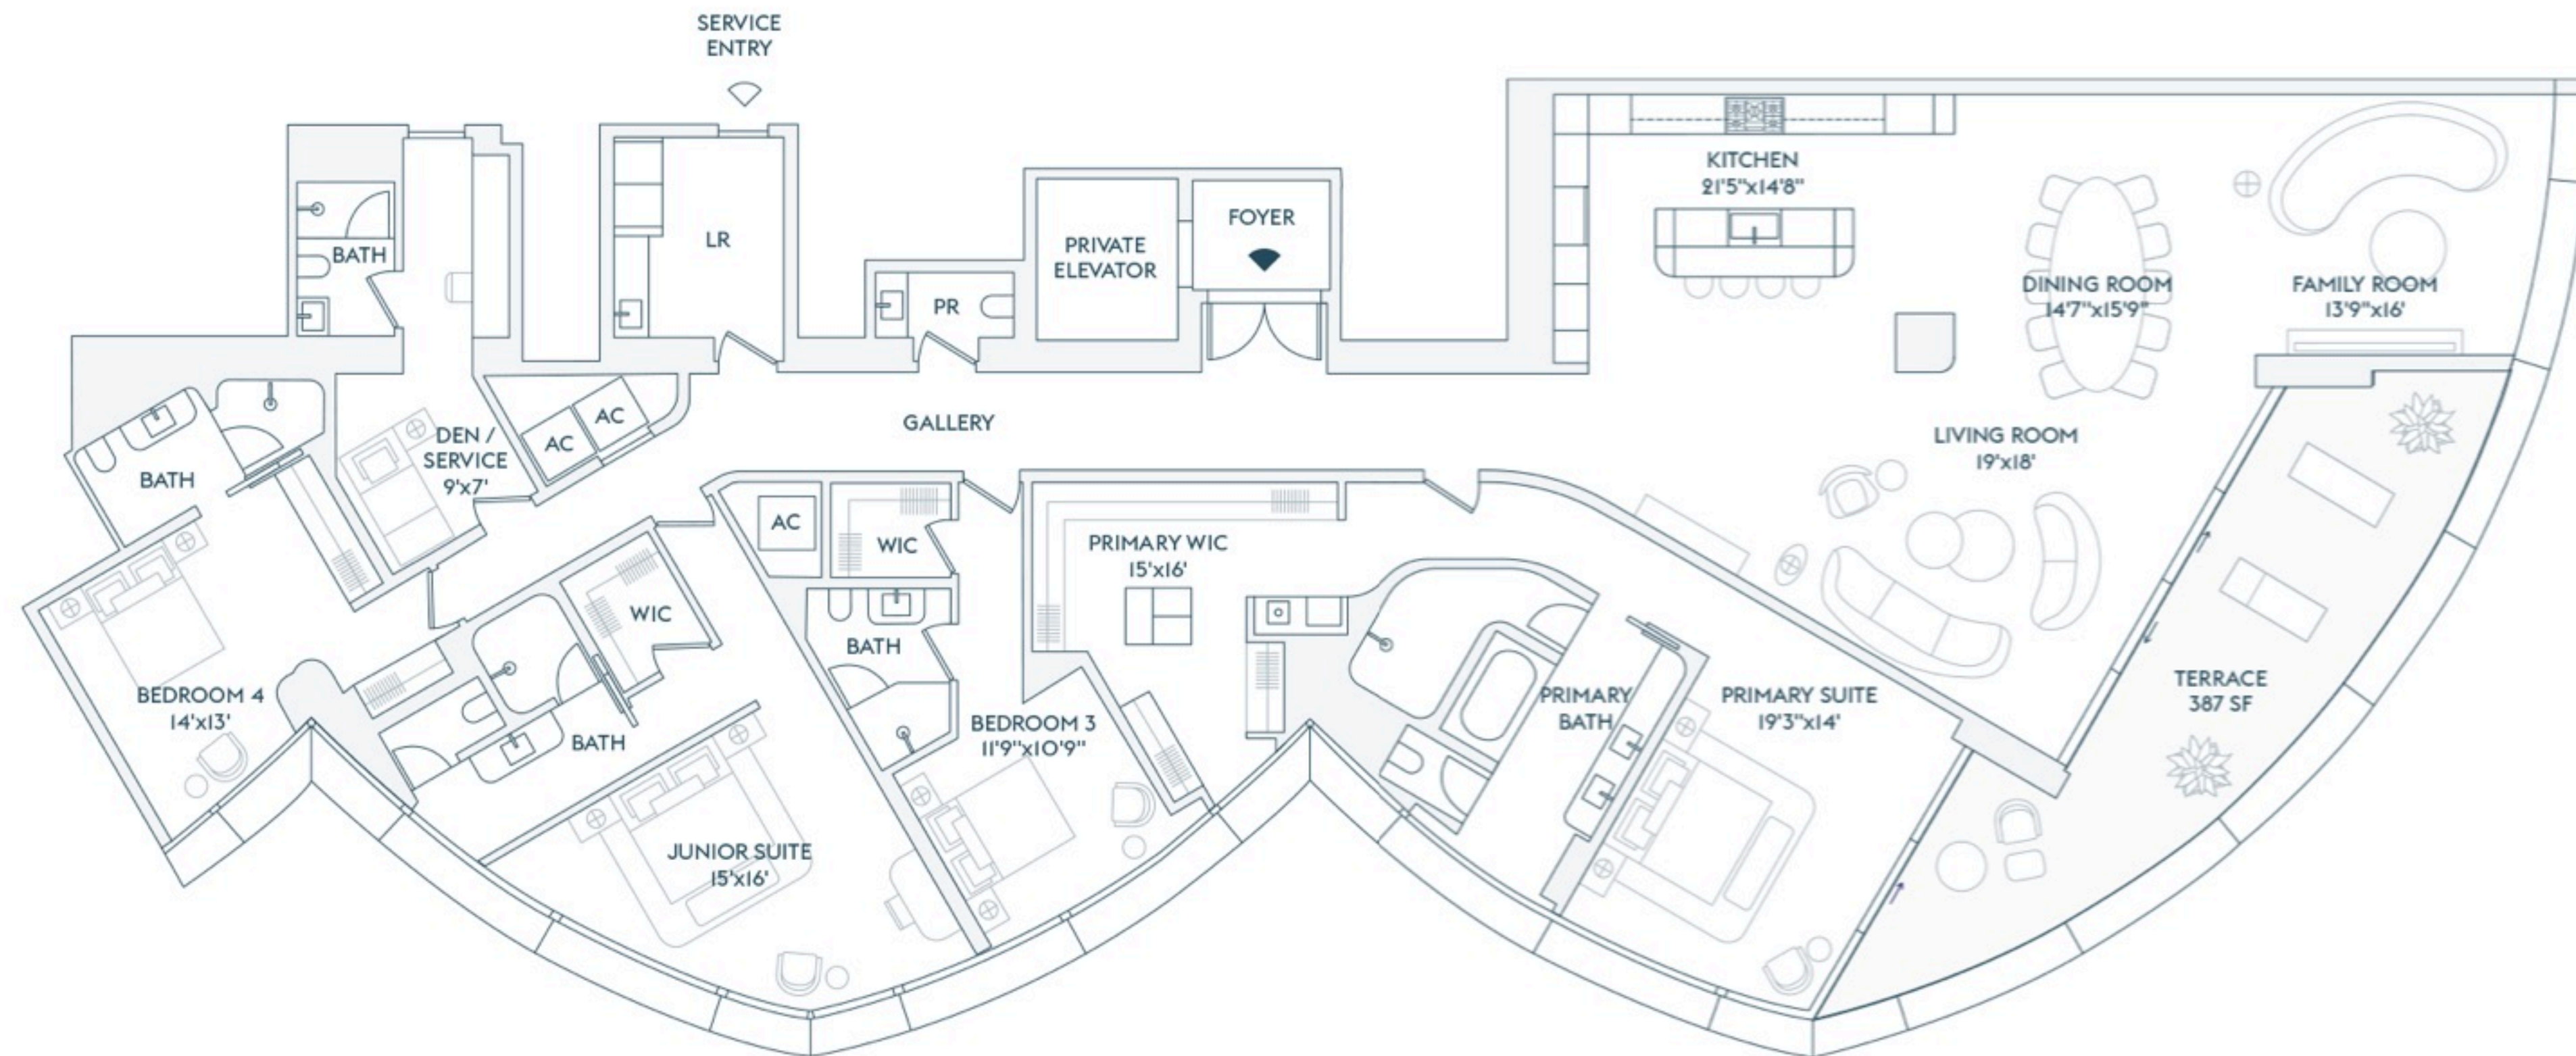 SERVICE
ENTRY
BATH
LR
PR
PRIVATE
ELEVATOR
FOYER
KITCHEN
21'5"x14'8"
DINING ROOM
14'7"x15'9"
FAMILY ROOM
13'9"x16'
GALLERY
LIVING ROOM
19'x18'
AC
AC
DEN /
SERVICE
9'x7'
BATH
AC
WIC
PRIMARY WIC
15'x16'
WIC
BATH
BEDROOM 4
14'x13'
BATH
BEDROOM 3
11'9"x10'9"
PRIMARY
BATH
PRIMARY SUITE
19'3"x14'
TERRACE
387 SF
JUNIOR SUITE
15'x16'